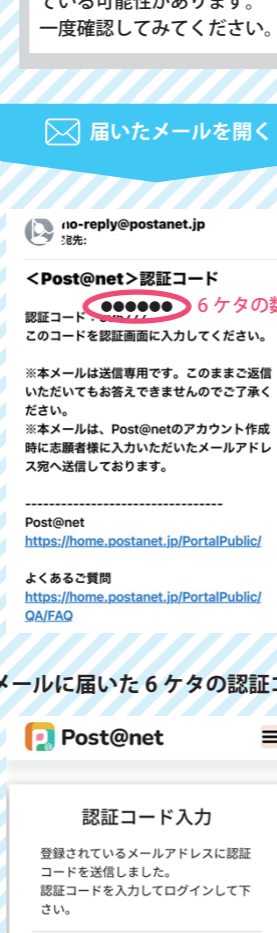 ている可能性があります。
一度確認してみてください。
届いたメールを開く
no-reply@postanet.jp
宛先:
<Post@net>認証コード
認証コード:
●●●●●●
6ケタの数
このコードを認証画面に入力してください。
※本メールは送信専用です。このままご返信
いただいてもお答えできませんのでご了承く
ださい。
※本メールは、Post@netのアカウント作成
時に志願者様に入力いただいたメールアドレ
ス宛へ送信しております。
---------------------------------
Post@net
https://home.postanet.jp/PortalPublic/
よくあるご質問
https://home.postanet.jp/PortalPublic/
QA/FAQ
メールに届いた6ケタの認証コ
Post@net
認証コード入力
登録されているメールアドレスに認証
コードを送信しました。
認証コードを入力してログインして下
さい。